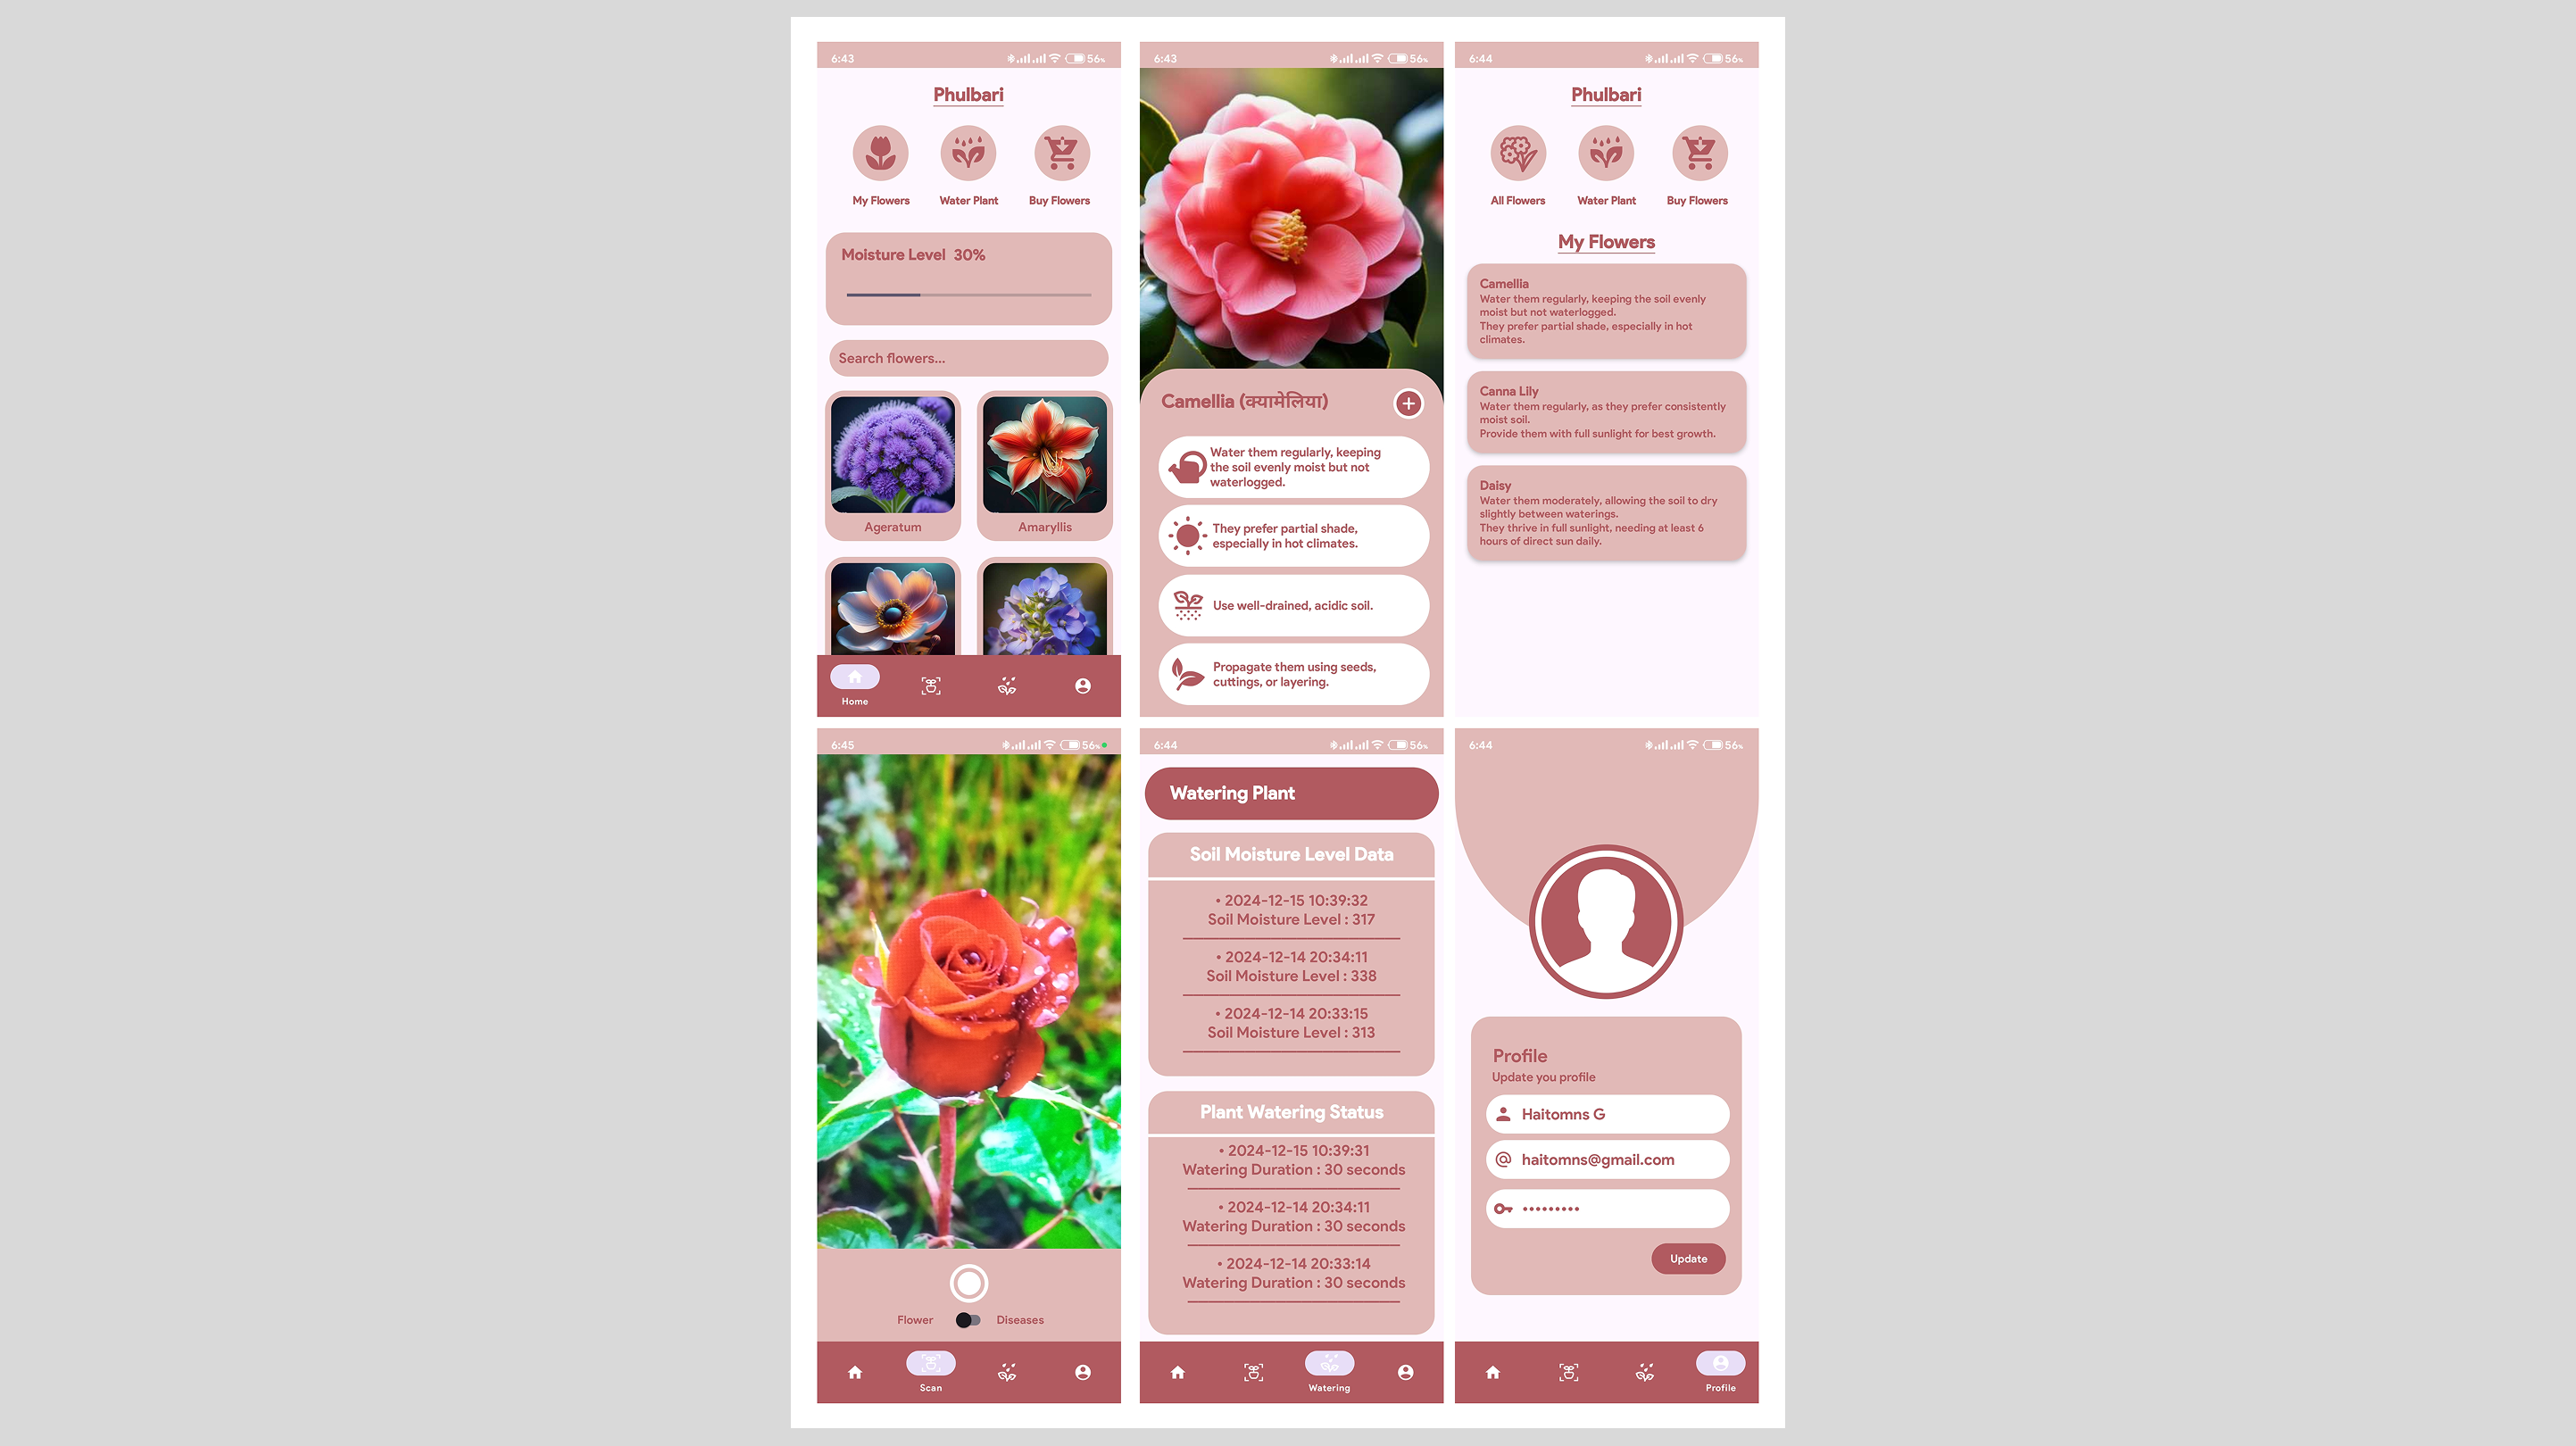 6:43
56%
Phulbari
My Flowers
Water Plant
Buy Flowers
Moisture Level 30%
Search flowers...
Ageratum
Amaryllis
Home
6:43
56%
Camellia (क्यामेलिया)
Water them regularly, keeping
the soil evenly moist but not
waterlogged.
They prefer partial shade,
especially in hot climates.
Use well-drained, acidic soil.
Propagate them using seeds,
cuttings, or layering.
6:44
56%
Phulbari
All Flowers
Water Plant
Buy Flowers
My Flowers
Camellia
Water them regularly, keeping the soil evenly
moist but not waterlogged.
They prefer partial shade, especially in hot
climates.
Canna Lily
Water them regularly, as they prefer consistently
moist soil.
Provide them with full sunlight for best growth.
Daisy
Water them moderately, allowing the soil to dry
slightly between waterings.
They thrive in full sunlight, needing at least 6
hours of direct sun daily.
6:45
56%
Flower
Diseases
Scan
6:44
56%
Watering Plant
Soil Moisture Level Data
• 2024-12-15 10:39:32
Soil Moisture Level : 317
• 2024-12-14 20:34:11
Soil Moisture Level : 338
• 2024-12-14 20:33:15
Soil Moisture Level : 313
Plant Watering Status
• 2024-12-15 10:39:31
Watering Duration : 30 seconds
• 2024-12-14 20:34:11
Watering Duration : 30 seconds
• 2024-12-14 20:33:14
Watering Duration : 30 seconds
Watering
6:44
56%
Profile
Update you profile
Haitomns G
haitomns@gmail.com
•••••••••
Update
Profile